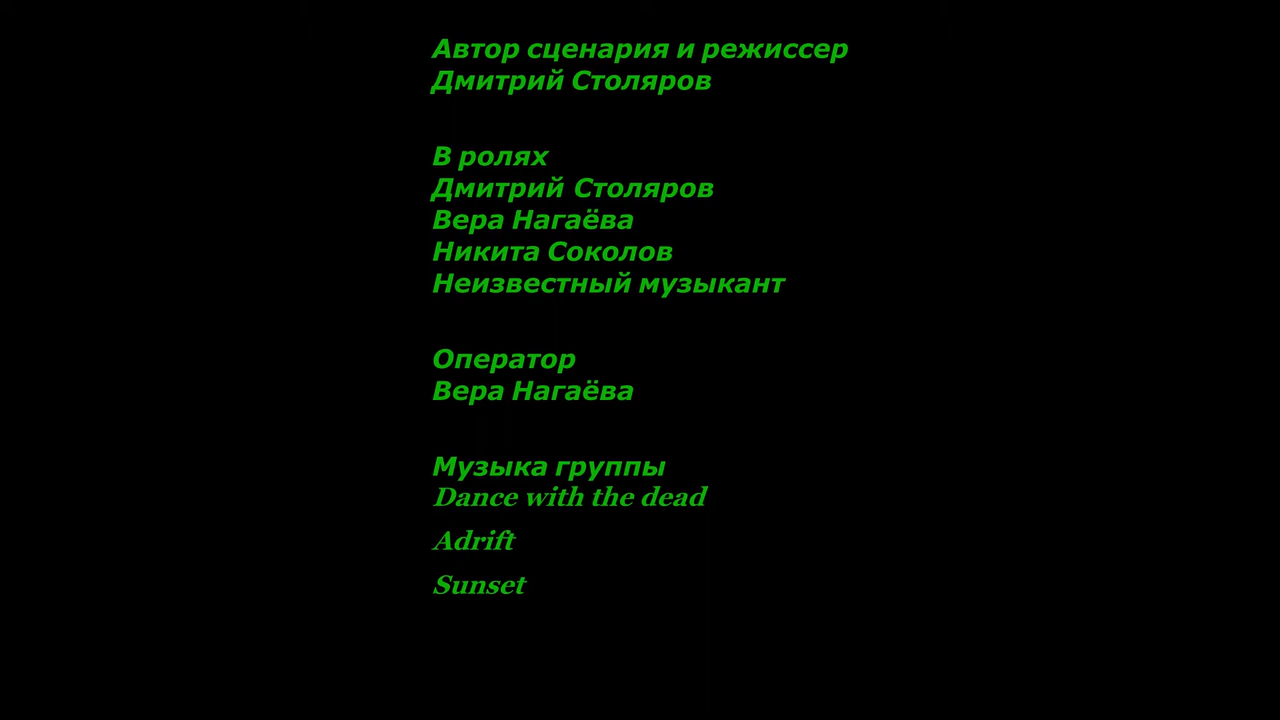 Автор сценария и режиссер
Дмитрий Столяров
В ролях
Дмитрий Столяров
Вера Нагаёва
Никита Соколов
Неизвестный музыкант
Оператор
Вера Нагаёва
Музыка группы
Dance with the dead
Adrift
Sunset